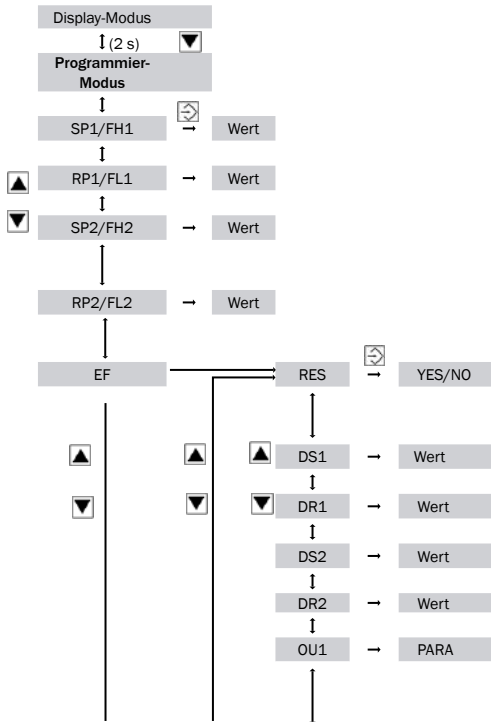 Display-Modus
(2 s)
Programmier-
Modus
SP1/FH1 Wert
RP1/FL1 Wert
SP2/FH2 Wert
RP2/FL2 Wert
EF RES YES/NO
DS1 Wert
DR1 Wert
DS2 Wert
DR2 Wert
OU1 PARA